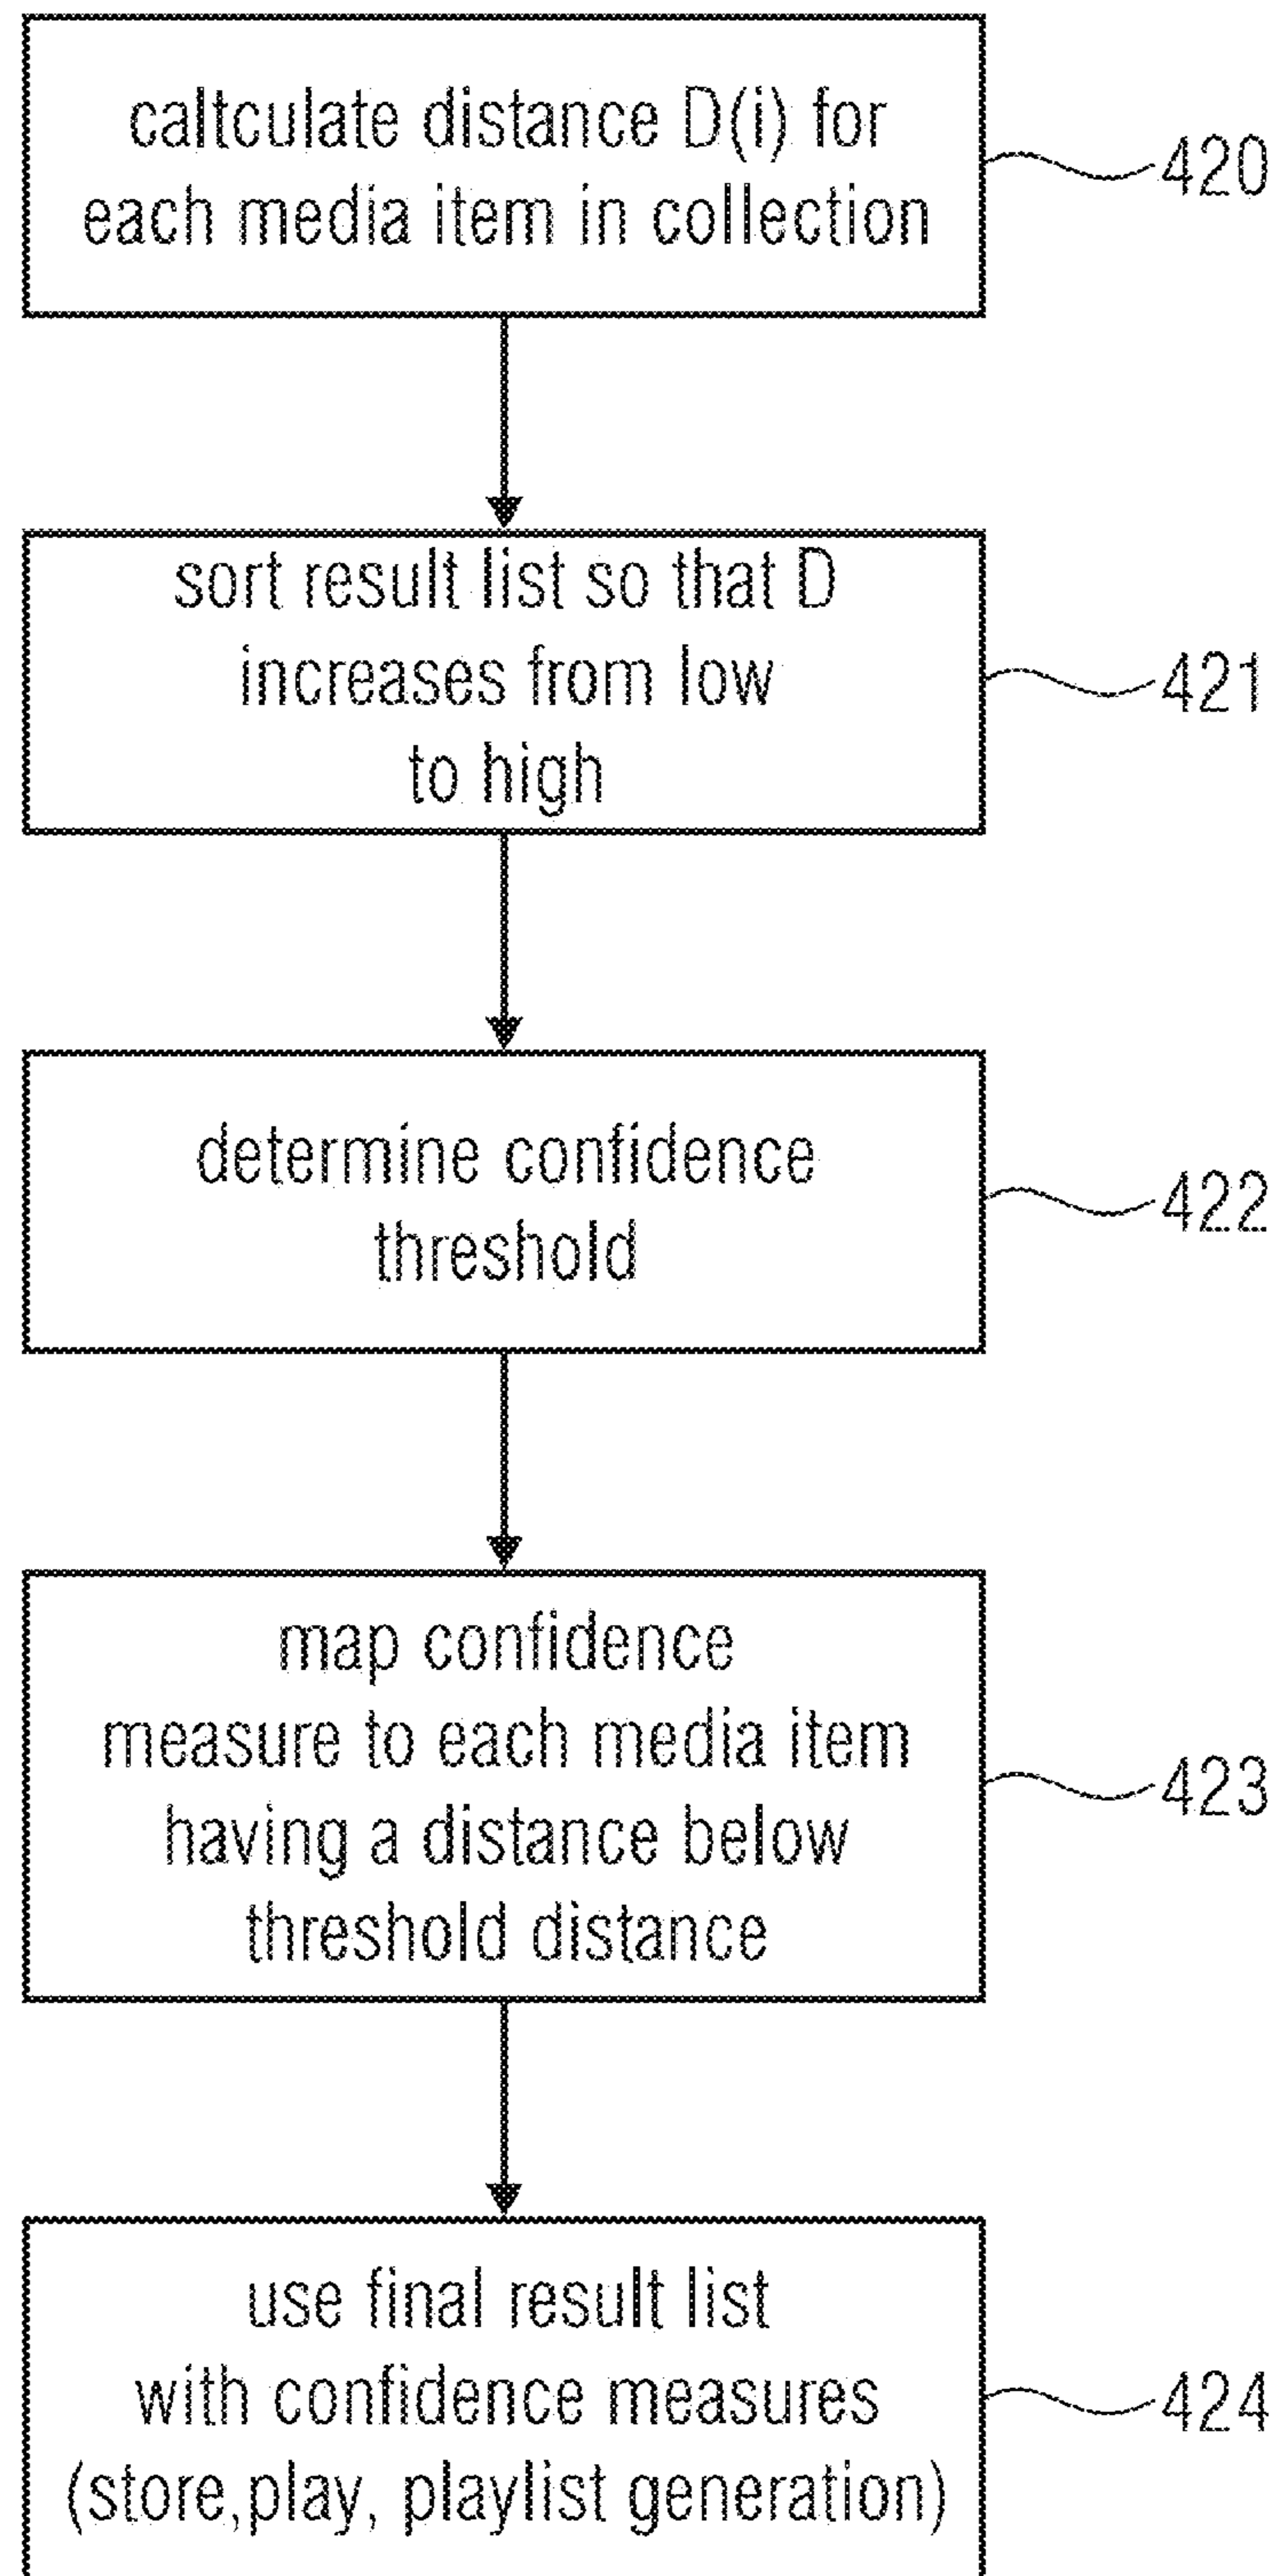 caltculate distance D(i) for
each media item in collection
420
sort result list so that D
increases from low
to high
421
determine confidence
threshold
422
map confidence
measure to each media item
having a distance below
threshold distance
423
use final result list
with confidence measures
(store,play, playlist generation)
424